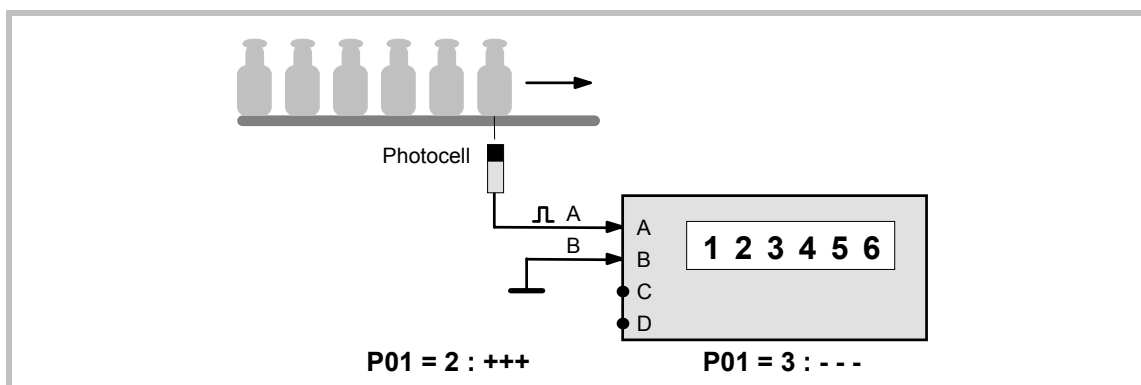 Photocell
A
A
1 2 3 4 5 6
B
B
C
D
P01 = 2 : +++
P01 = 3 : - - -